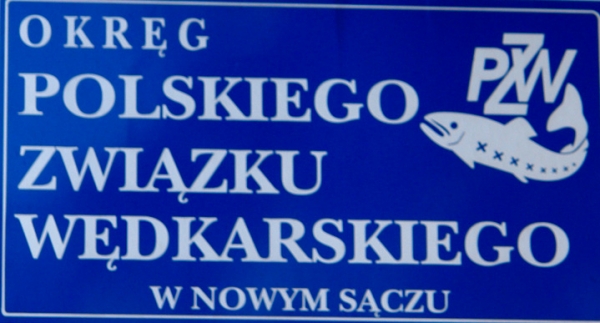 OKRĘG
POLSKIEGO
ZWIĄZKU
WĘDKARSKIEGO
W NOWYM SĄCZU
PZW